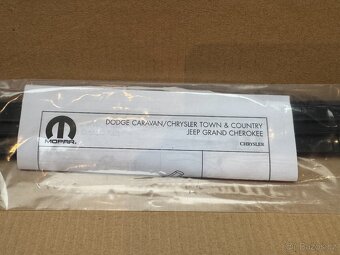 DODGE CARAVAN/CHRYSLER TOWN & COUNTRY
JEEP GRAND CHEROKEE
MOPAR.
CHRYSLER